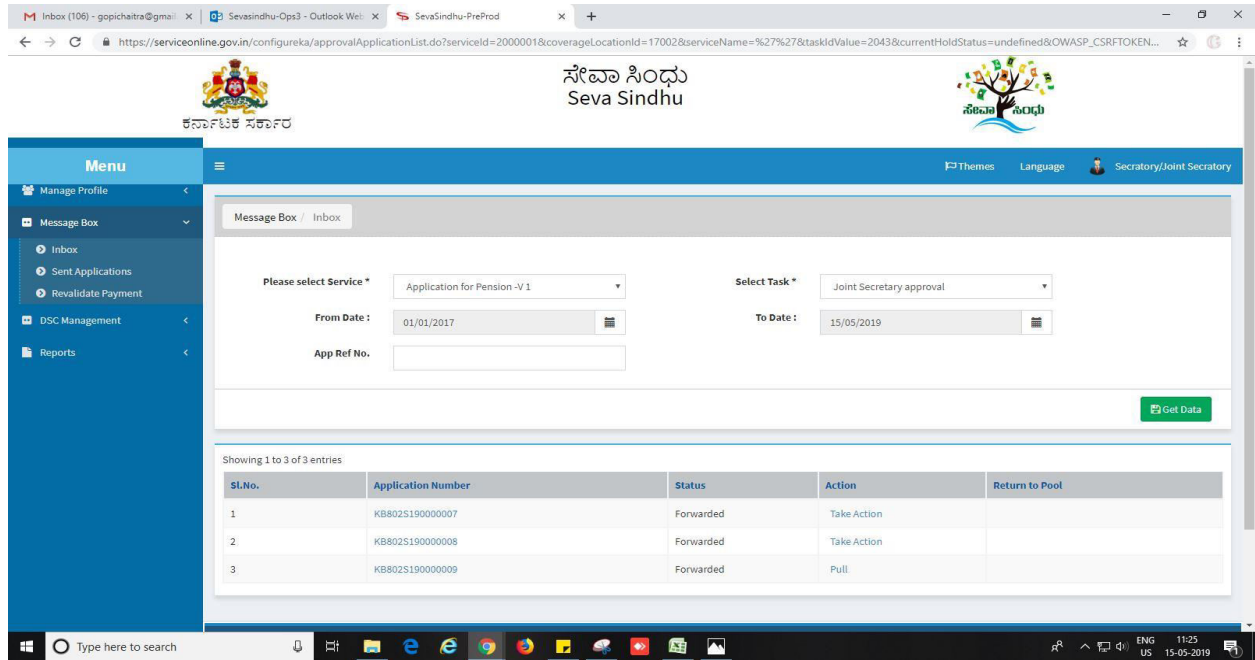 Inbox (106) - gopichaitra@gmai
Sevasindhu-Ops3 - Outlook Web
SevaSindhu-PreProd
https://serviceonline.gov.in/configureka/approvalApplicationList.do?serviceId=2000001&coverageLocationId=17002&serviceName=%27%27&taskIdValue=2043&currentHoldStatus=undefined&OWASP_CSRFTOKEN...
ಕರ್ನಾಟಕ ಸರ್ಕಾರ
ಸೇವಾ ಸಿಂಧು
Seva Sindhu
ಸೇವಾ ಸಿಂಧು
Menu
Themes Language Secratory/Joint Secratory
Manage Profile
Message Box
Inbox
Sent Applications
Revalidate Payment
DSC Management
Reports
Message Box / Inbox
Please select Service * Application for Pension -V 1 Select Task * Joint Secretary approval
From Date : 01/01/2017 To Date : 15/05/2019
App Ref No.
Get Data
Showing 1 to 3 of 3 entries
Sl.No. Application Number Status Action Return to Pool
1 KB802S190000007 Forwarded Take Action
2 KB802S190000008 Forwarded Take Action
3 KB802S190000009 Forwarded Pull
Type here to search
ENG 11:25
US 15-05-2019